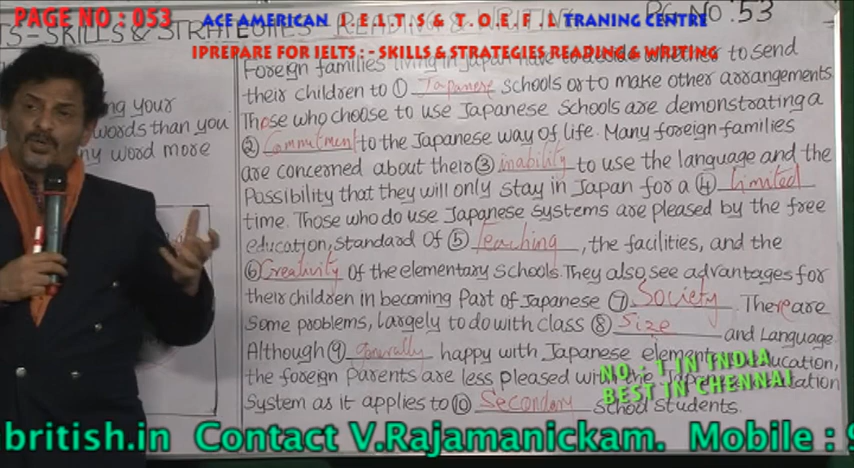 PAGE NO : 053
ACE AMERICAN I.E.L.T.S & T.O.E.F.L TRANING CENTRE
PG NO: 53
IPREPARE FOR IELTS : - SKILLS & STRATEGIES READING & WRITING
SKILLS & STRATEGIES
ng your
words than you
ny word more
Foreign families living in Japan have to decide whether to send
their children to ① Japanese schools or to make other arrangements
Those who choose to use Japanese Schools are demonstrating a
② Commitment to the Japanese way of life. Many foreign families
are concerned about their ③ inability to use the language and the
Possibility that they will only stay in Japan for a ④ limited
time. Those who do use Japanese systems are pleased by the free
education, standard of ⑤ Teaching, the facilities, and the
⑥ Creativity of the elementary schools. They also see advantages for
their children in becoming Part of Japanese ⑦ Society. There are
Some problems, largely to do with class ⑧ Size and Language.
Although ⑨ generally happy with Japanese education,
the foreign Parents are less pleased with the
System as it applies to ⑩ Secondary School Students.
NO : 1 IN INDIA
BEST IN CHENNAI
british.in Contact V.Rajamanickam. Mobile : 9